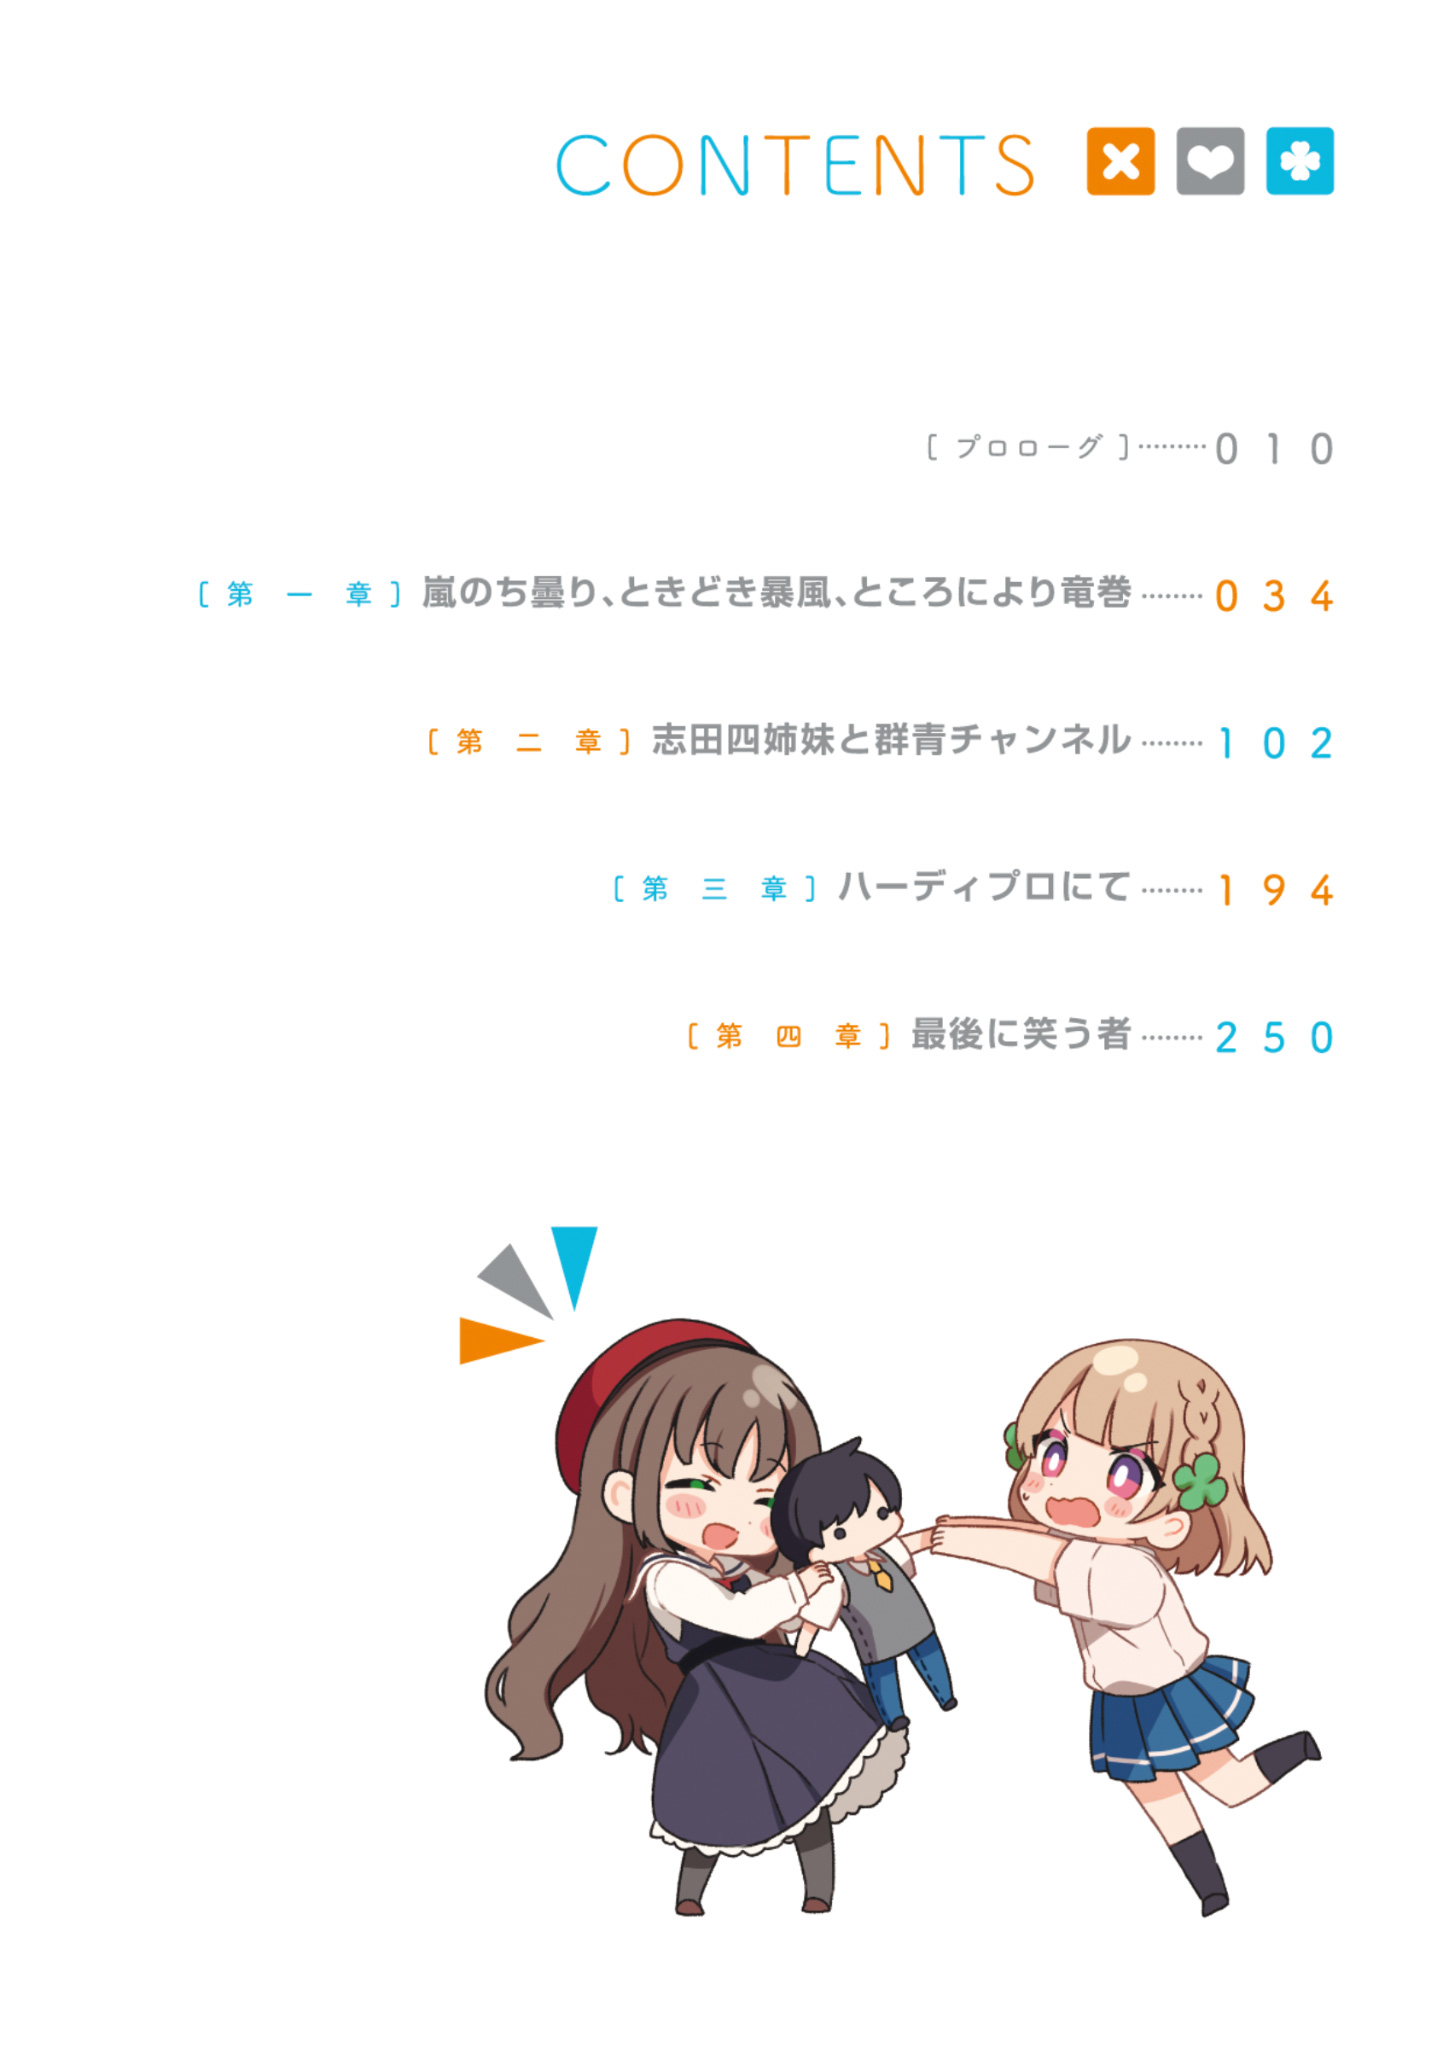 CONTENTS
[プロローグ]………010
[第一章]嵐のち曇り、ときどき暴風、ところにより竜巻………034
[第二章]志田四姉妹と群青チャンネル………102
[第三章]ハーディプロにて………194
[第四章]最後に笑う者………250